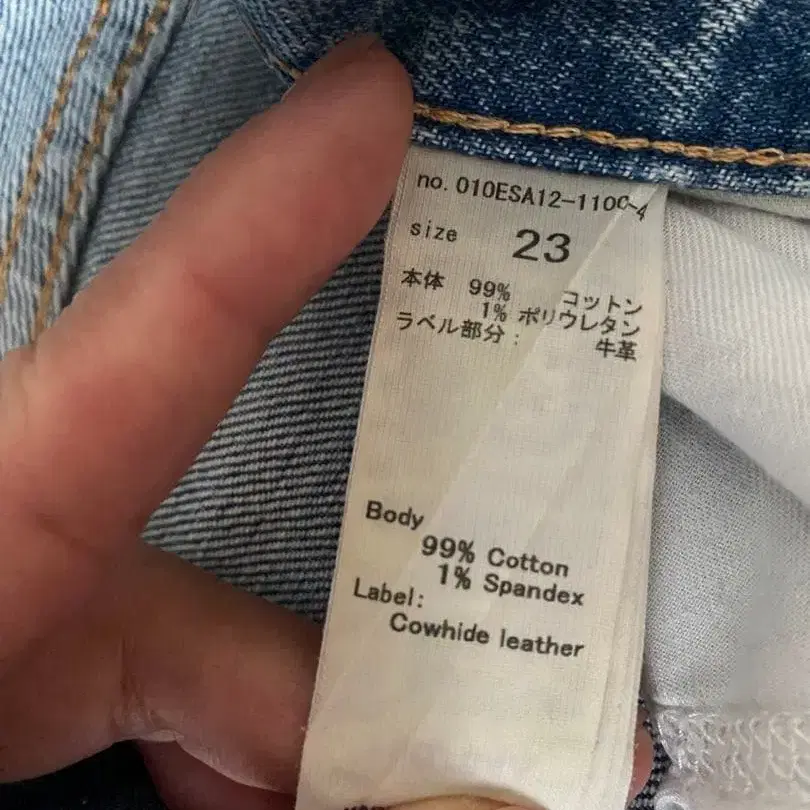 no. 010ESA12-1100-4
size 23
本体 99% コットン
1% ポリウレタン
ラベル部分: 牛革
Body
99% Cotton
1% Spandex
Label:
Cowhide leather